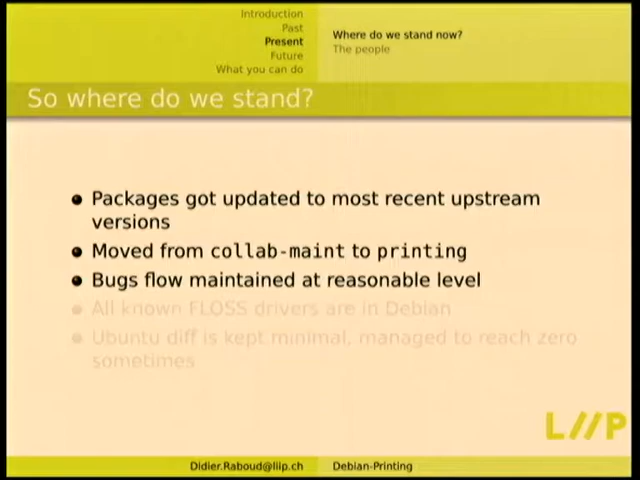 Introduction
Past
Present
Future
What you can do
Where do we stand now?
The people
So where do we stand?
Packages got updated to most recent upstream
versions
Moved from collab-maint to printing
Bugs flow maintained at reasonable level
All known FLOSS drivers are in Debian
Ubuntu diff is kept minimal, managed to reach zero
sometimes
LIIP
Didier.Raboud@liip.ch
Debian-Printing